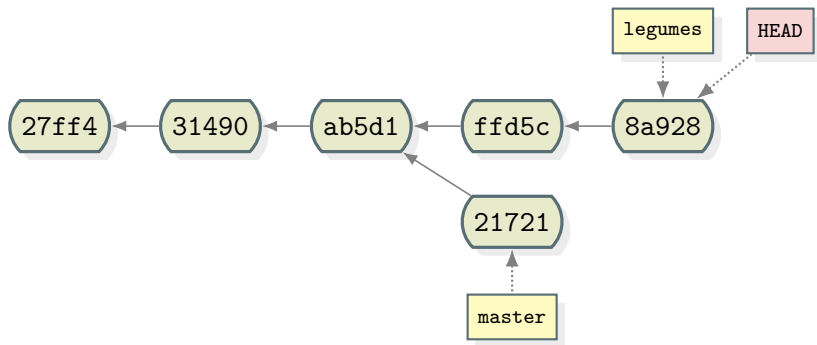 legumes
HEAD
27ff4
31490
ab5d1
ffd5c
8a928
21721
master